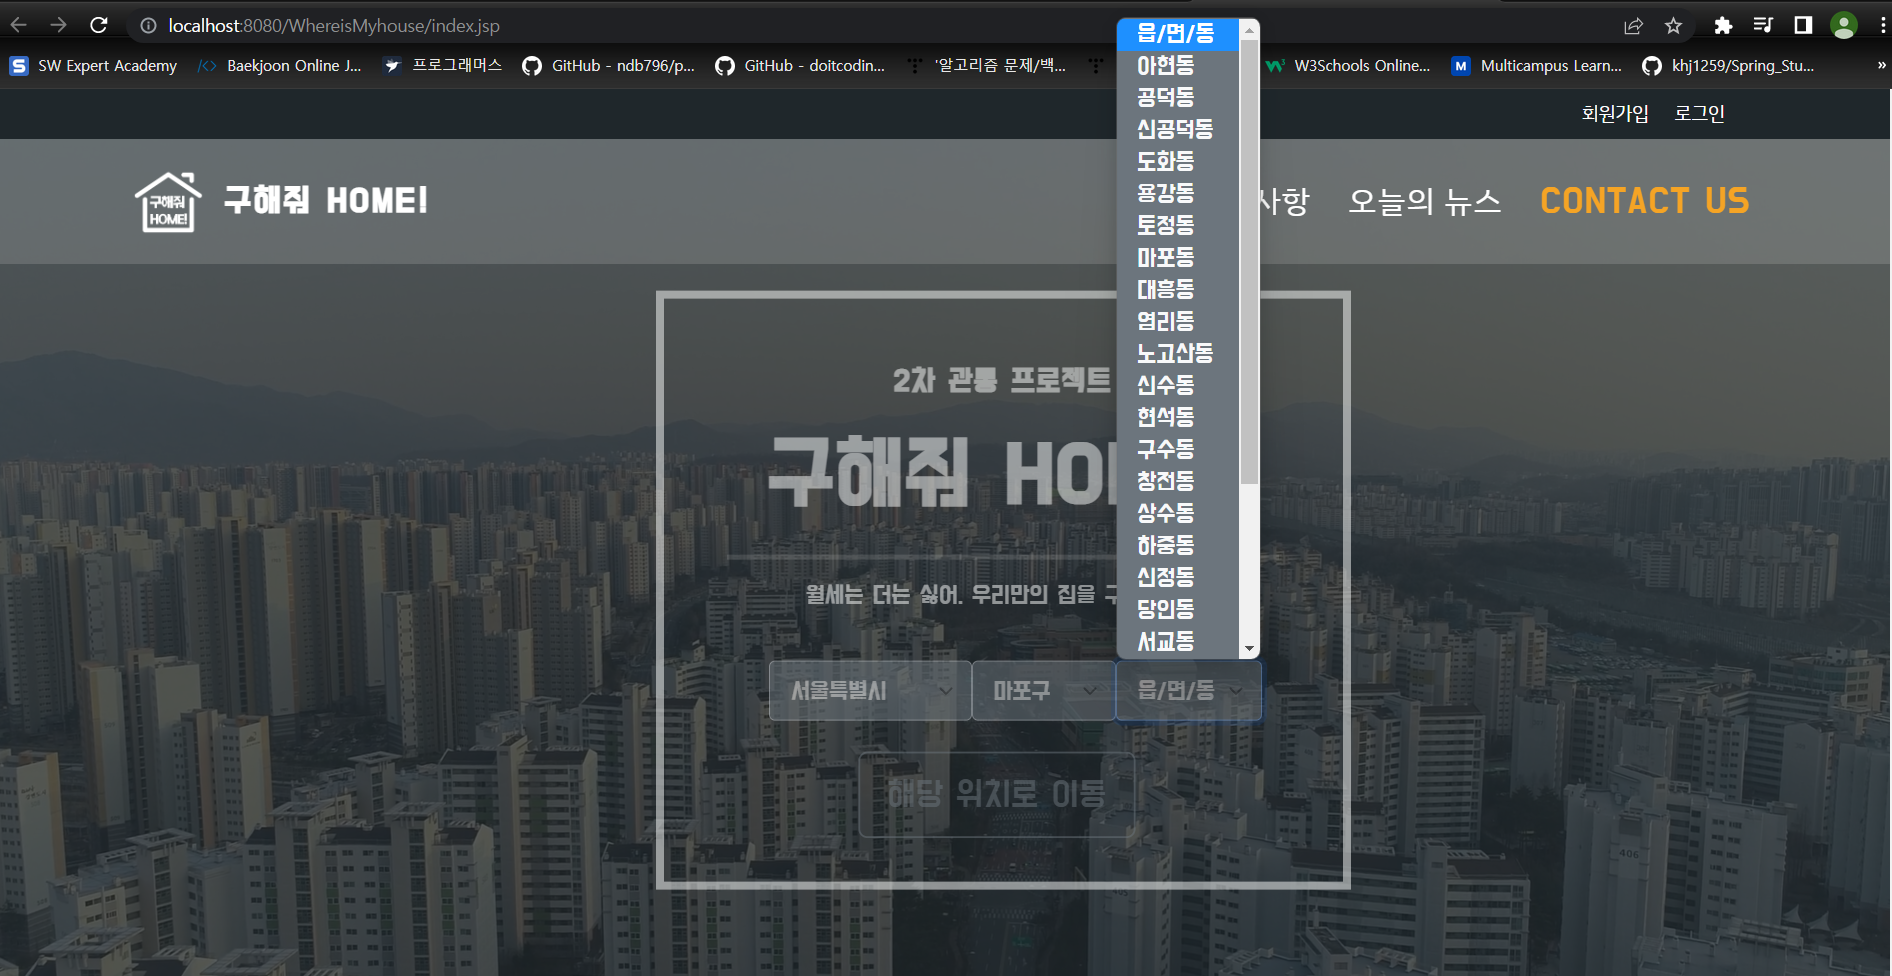 localhost:8080/WhereisMyhouse/index.jsp
S SW Expert Academy
</> Baekjoon Online J...
프로그래머스
GitHub - ndb796/p...
GitHub - doitcodin...
'알고리즘 문제/백...
W3Schools Online...
M Multicampus Learn...
khj1259/Spring_Stu...
»
회원가입 로그인
구해줘 HOME!
구해줘 HOME!
사항 오늘의 뉴스 CONTACT US
2차 관통 프로젝트
구해줘 HO
월세는 더는 싫어. 우리만의 집을 구
읍/면/동
아현동
공덕동
신공덕동
도화동
용강동
토정동
마포동
대흥동
염리동
노고산동
신수동
현석동
구수동
창전동
상수동
하중동
신정동
당인동
서교동
서울특별시 마포구 읍/면/동
해당 위치로 이동
406
405